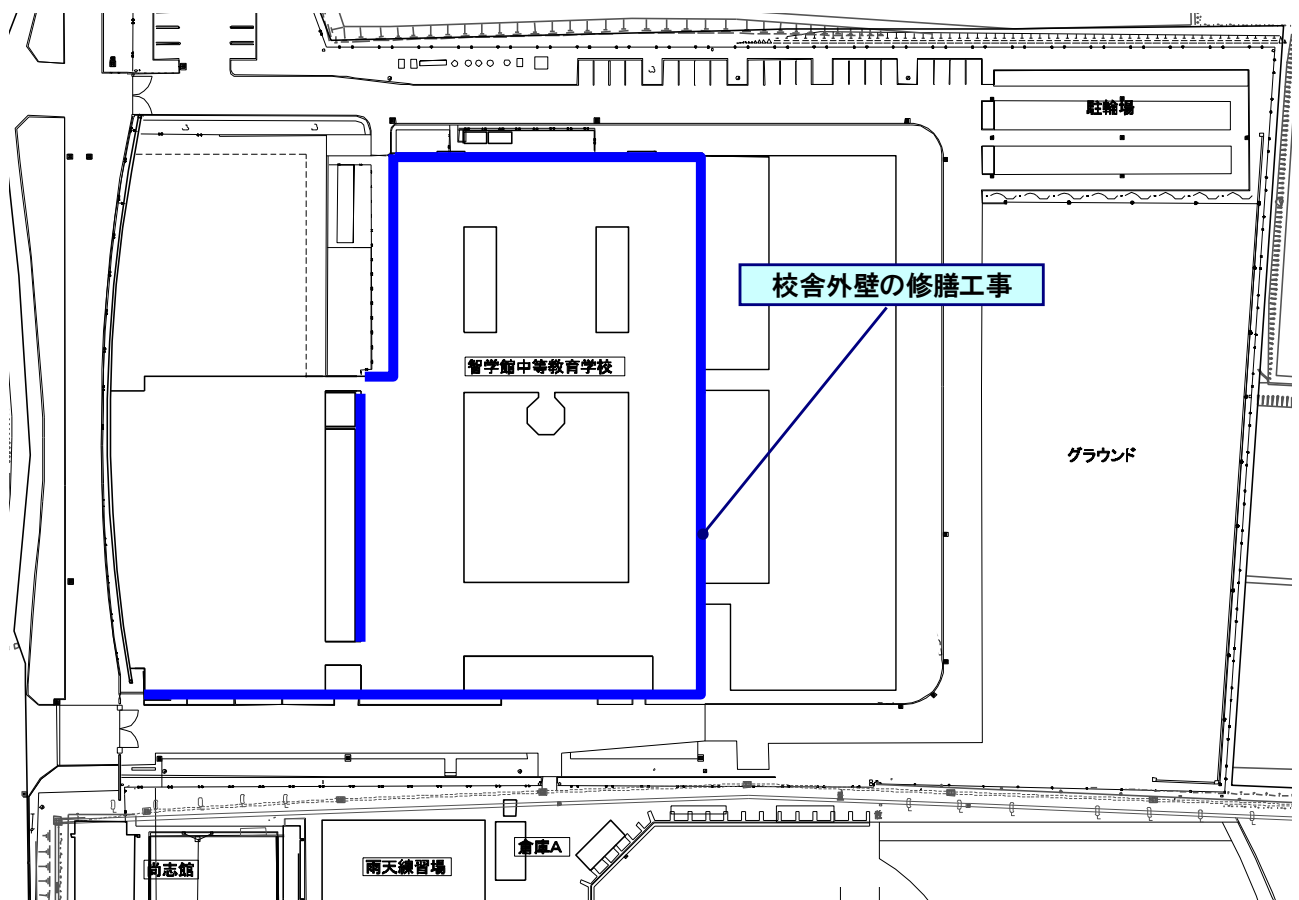 駐輪場
校舎外壁の修膳工事
智学館中等教育学校
グラウンド
倉庫A
尚志館
雨天練習場